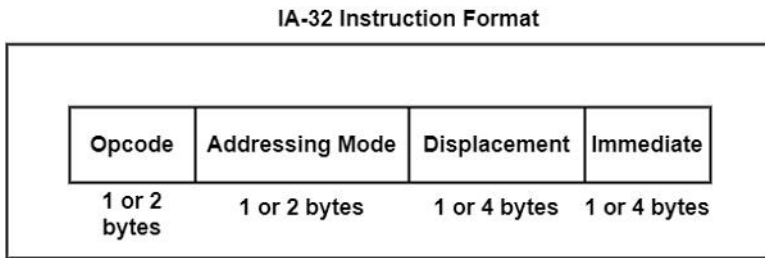 IA-32 Instruction Format
Opcode Addressing Mode Displacement Immediate
1 or 2 bytes 1 or 2 bytes 1 or 4 bytes 1 or 4 bytes